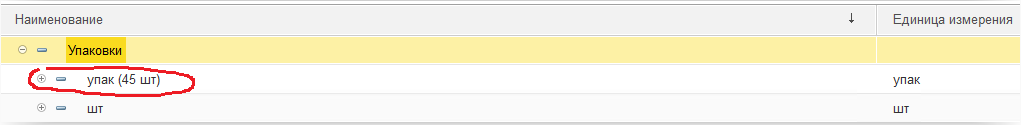 Наименование ↓ Единица измерения
Упаковки
упак (45 шт) упак
шт шт